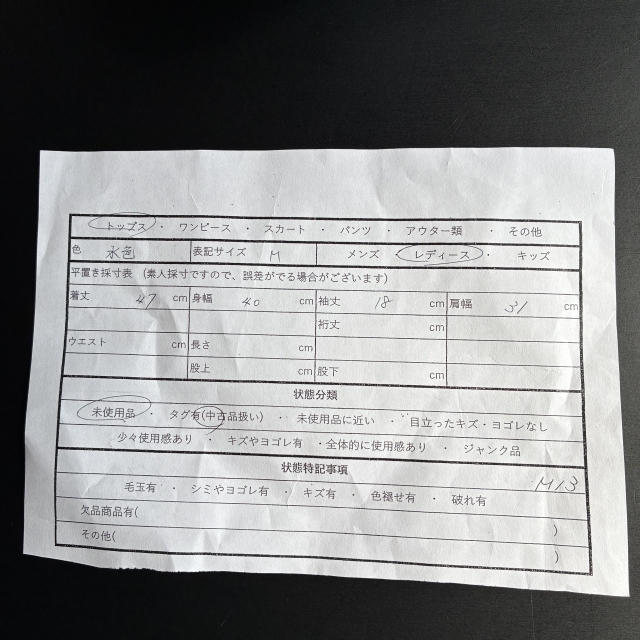 トップス ・ ワンピース ・ スカート ・ パンツ ・ アウター類 ・ その他
色 水色 表記サイズ M メンズ ・ レディース ・ キッズ
平置き採寸表 (素人採寸ですので、誤差がでる場合がございます)
着丈 47 cm 身幅 40 cm 袖丈 18 cm 肩幅 31 cm
裄丈 cm
ウエスト cm 長さ cm
股上 cm 股下 cm
状態分類
未使用品 ・ タグ有(中古品扱い) ・ 未使用品に近い ・ 目立ったキズ・ヨゴレなし
少々使用感あり ・ キズやヨゴレ有 ・全体的に使用感あり ・ ジャンク品
状態特記事項
毛玉有 ・ シミやヨゴレ有 ・ キズ有 ・ 色褪せ有 ・ 破れ有 M13
欠品商品有( )
その他( )